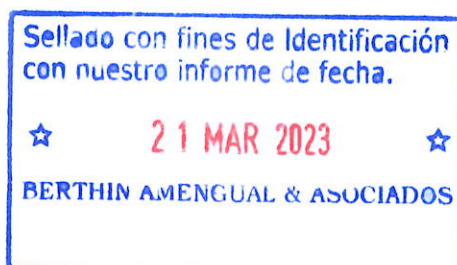 Sellado con fines de Identificación
con nuestro informe de fecha.
☆ 21 MAR 2023 ☆
BERTHIN AMENGUAL & ASOCIADOS